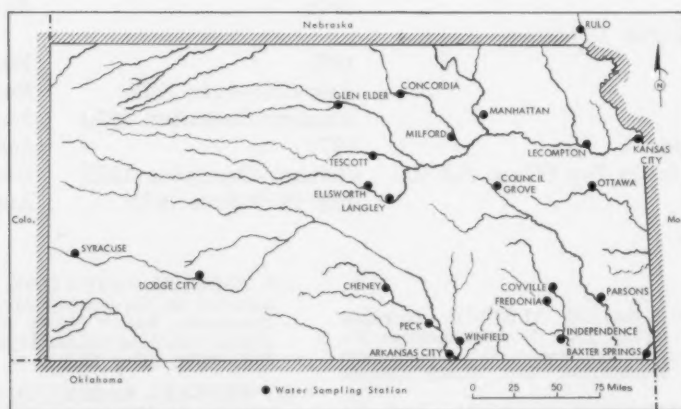 Nebraska
RULO
N
CONCORDIA
GLEN ELDER
MANHATTAN
MILFORD
LECOMPTON
KANSAS
CITY
TESCOTT
COUNCIL
GROVE
OTTAWA
ELLSWORTH
LANGLEY
Colo.
Mo
SYRACUSE
DODGE CITY
CHENEY
COYVILLE
FREDONIA
PARSONS
PECK
WINFIELD
INDEPENDENCE
ARKANSAS CITY
BAXTER SPRINGS
Oklahoma
Water Sampling Station
0 25 50 75 Miles